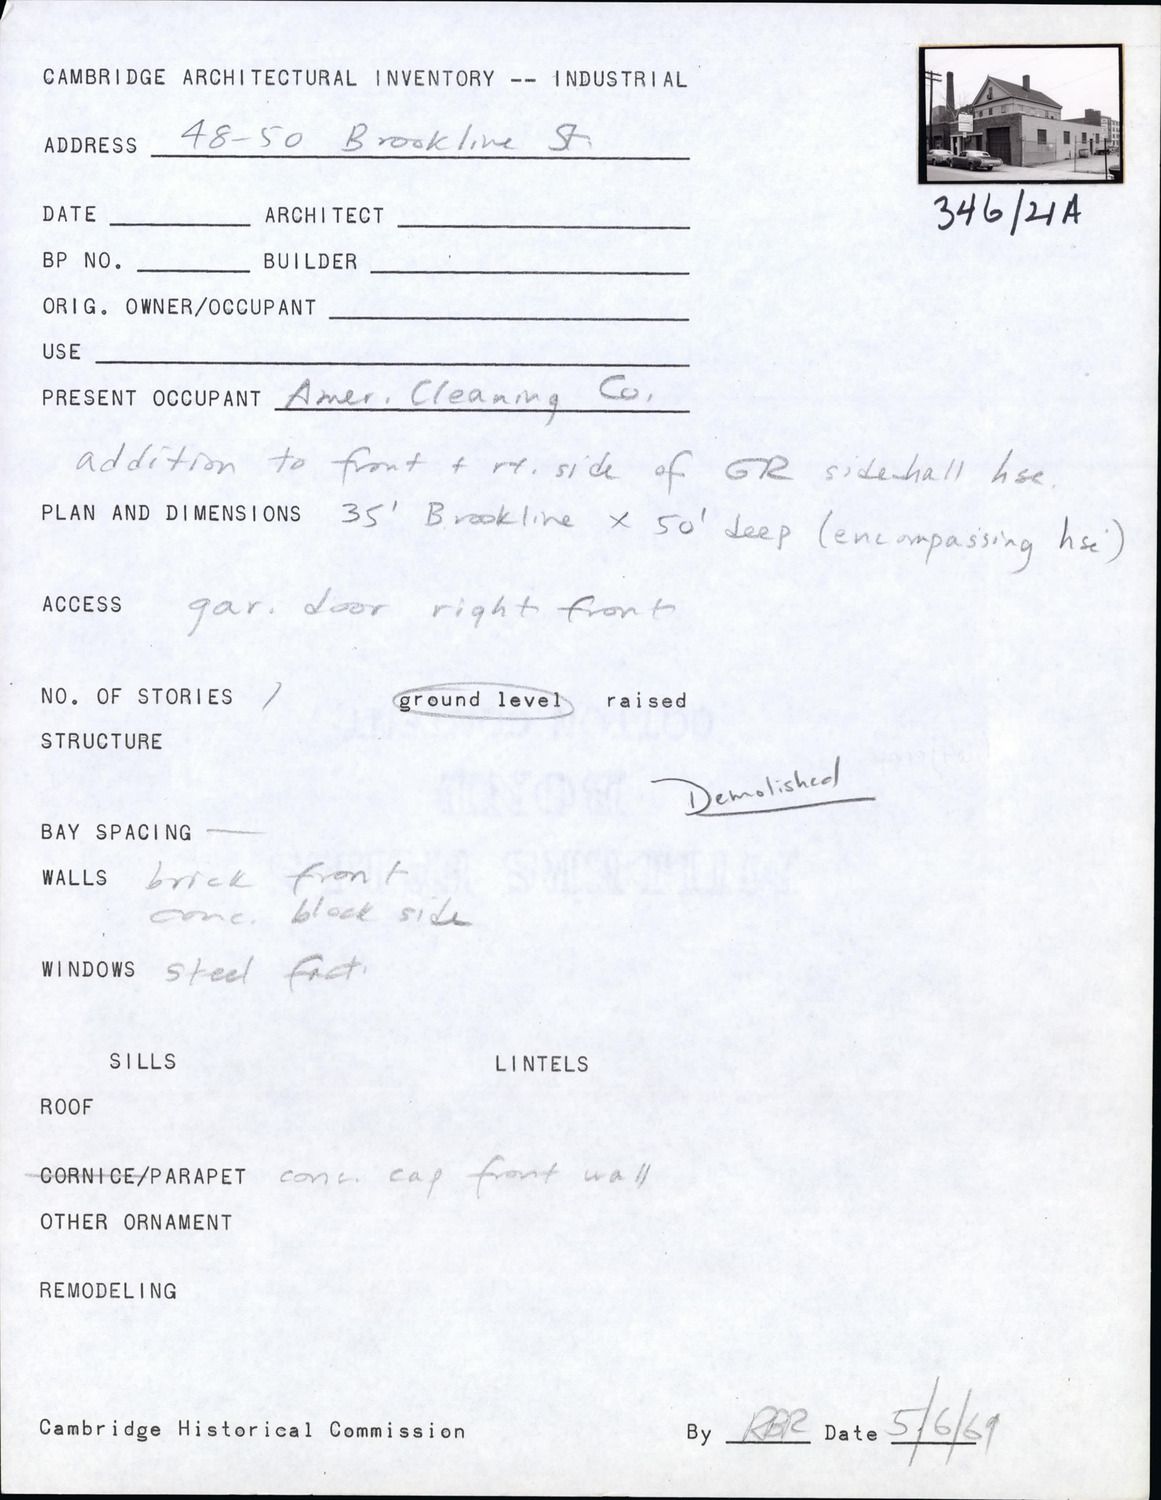 CAMBRIDGE ARCHITECTURAL INVENTORY -- INDUSTRIAL
ADDRESS 48-50 Brookline St.
346/21A
DATE ARCHITECT
BP NO. BUILDER
ORIG. OWNER/OCCUPANT
USE
PRESENT OCCUPANT Amer. Cleaning Co.
addition to front + rt. side of GR sidehall hse.
PLAN AND DIMENSIONS 35' Brookline x 50' deep (encompassing hse)
ACCESS gar. door right front
NO. OF STORIES 1 ground level raised
STRUCTURE
Demolished
BAY SPACING —
WALLS brick front
conc. block side
WINDOWS steel fact.
SILLS LINTELS
ROOF
CORNICE/PARAPET conc. cap front wall
OTHER ORNAMENT
REMODELING
Cambridge Historical Commission By RBR Date 5/6/69